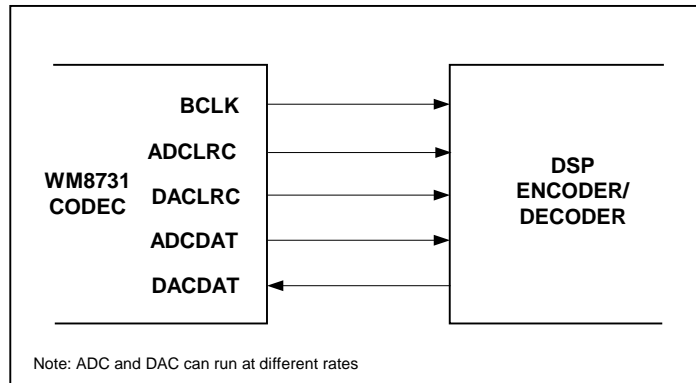 BCLK
ADCLRC
WM8731
CODEC
DACLRC
ADCDAT
DACDAT
DSP
ENCODER/
DECODER
Note: ADC and DAC can run at different rates